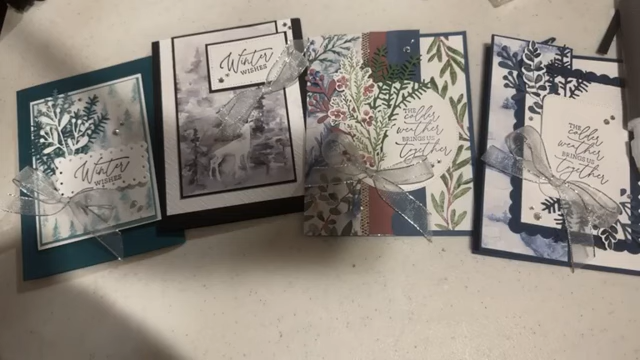 Winter
WISHES
Winter
WISHES
THE
colder
weather
BRINGS US
together
THE
colder
weather
BRINGS US
together